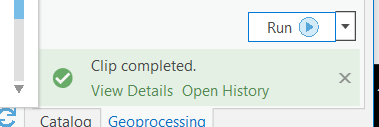 Run
Clip completed.
View Details Open History
Catalog Geoprocessing